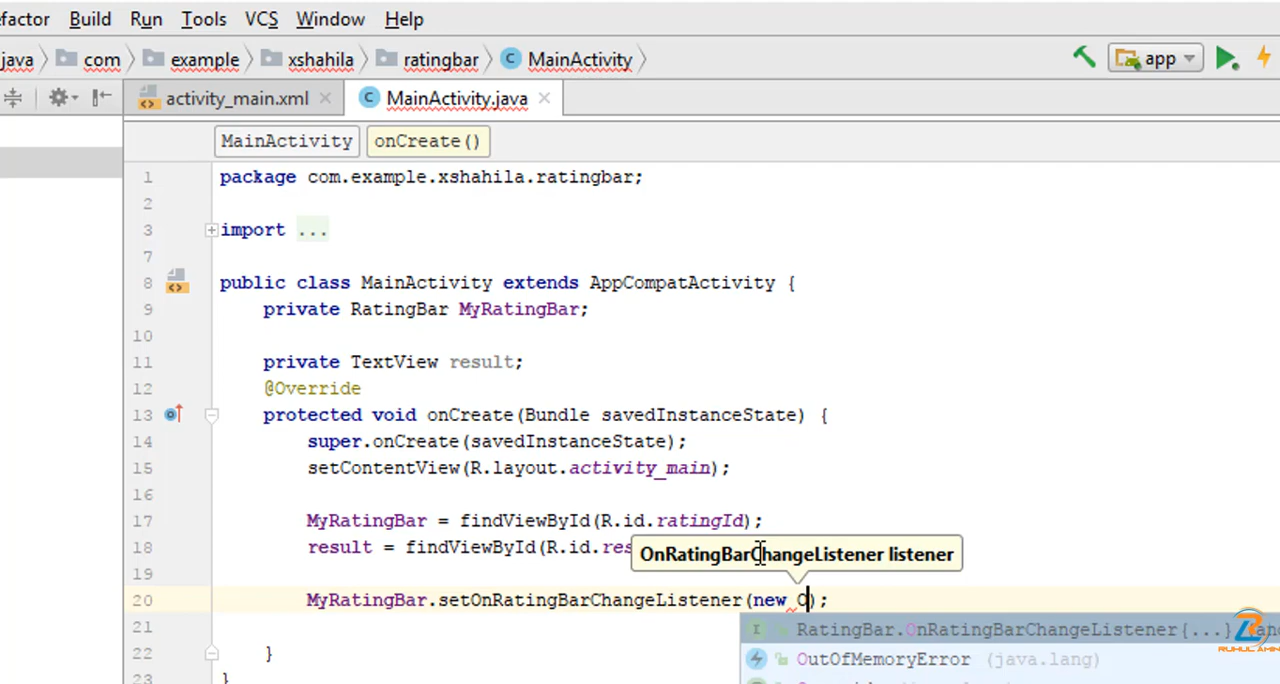 efactor Build Run Tools VCS Window Help
java com example xshahila ratingbar C MainActivity app
activity_main.xml C MainActivity.java
MainActivity onCreate()
1 package com.example.xshahila.ratingbar;
2
3 import ...
7
8 public class MainActivity extends AppCompatActivity {
9 private RatingBar MyRatingBar;
10
11 private TextView result;
12 @Override
13 protected void onCreate(Bundle savedInstanceState) {
14 super.onCreate(savedInstanceState);
15 setContentView(R.layout.activity_main);
16
17 MyRatingBar = findViewById(R.id.ratingId);
18 result = findViewById(R.id.res
OnRatingBarChangeListener listener
19
20 MyRatingBar.setOnRatingBarChangeListener(new O);
21 I RatingBar.OnRatingBarChangeListener{...}
22 } OutOfMemoryError (java.lang)
23 }
RUHUL AMIN